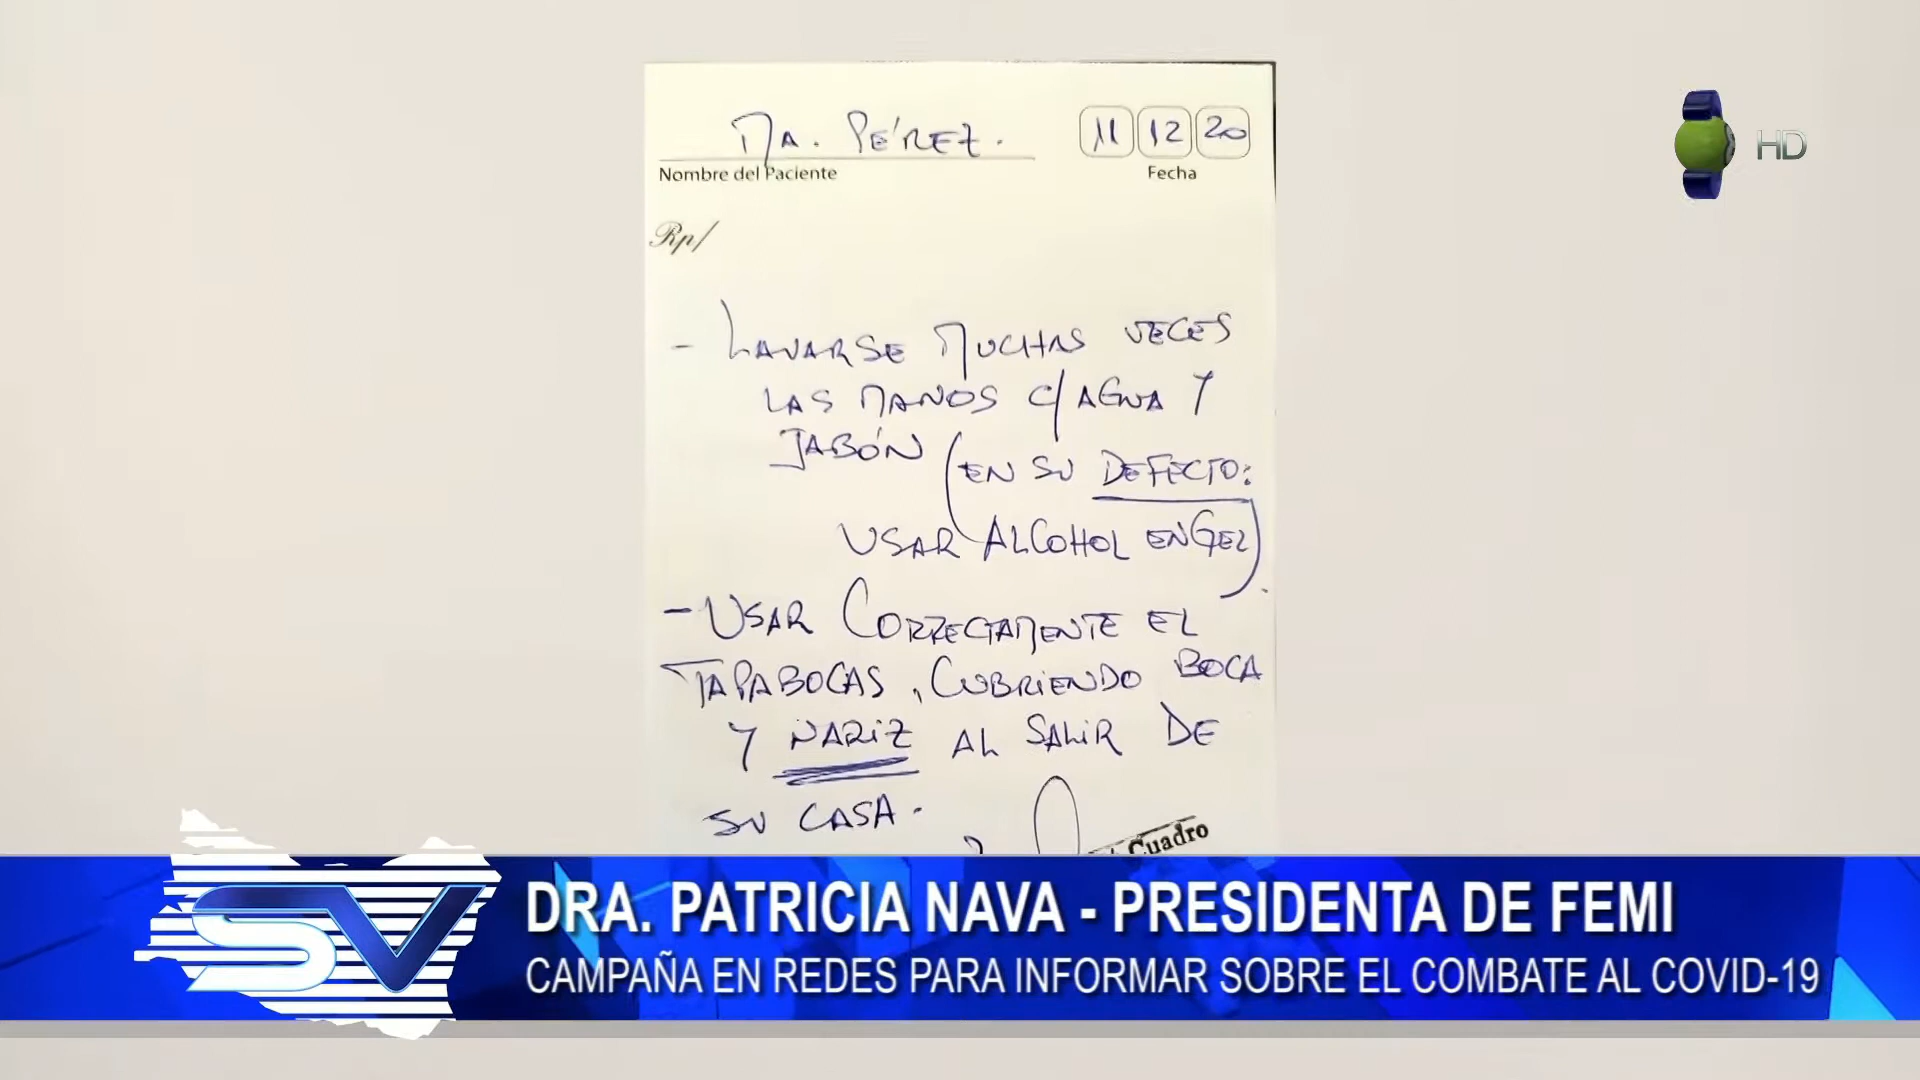 Ma. PÉREZ.
11 12 20
Nombre del Paciente
Fecha
Rp/
HD
- LAVARSE MUCHAS VECES
LAS MANOS C/AGUA Y
JABÓN (EN SU DEFECTO:
USAR ALCOHOL EN GEL).
- USAR CORRECTAMENTE EL
TAPABOCAS, CUBRIENDO BOCA
Y NARIZ AL SALIR DE
SU CASA.
Cuadro
SV
DRA. PATRICIA NAVA - PRESIDENTA DE FEMI
CAMPAÑA EN REDES PARA INFORMAR SOBRE EL COMBATE AL COVID-19